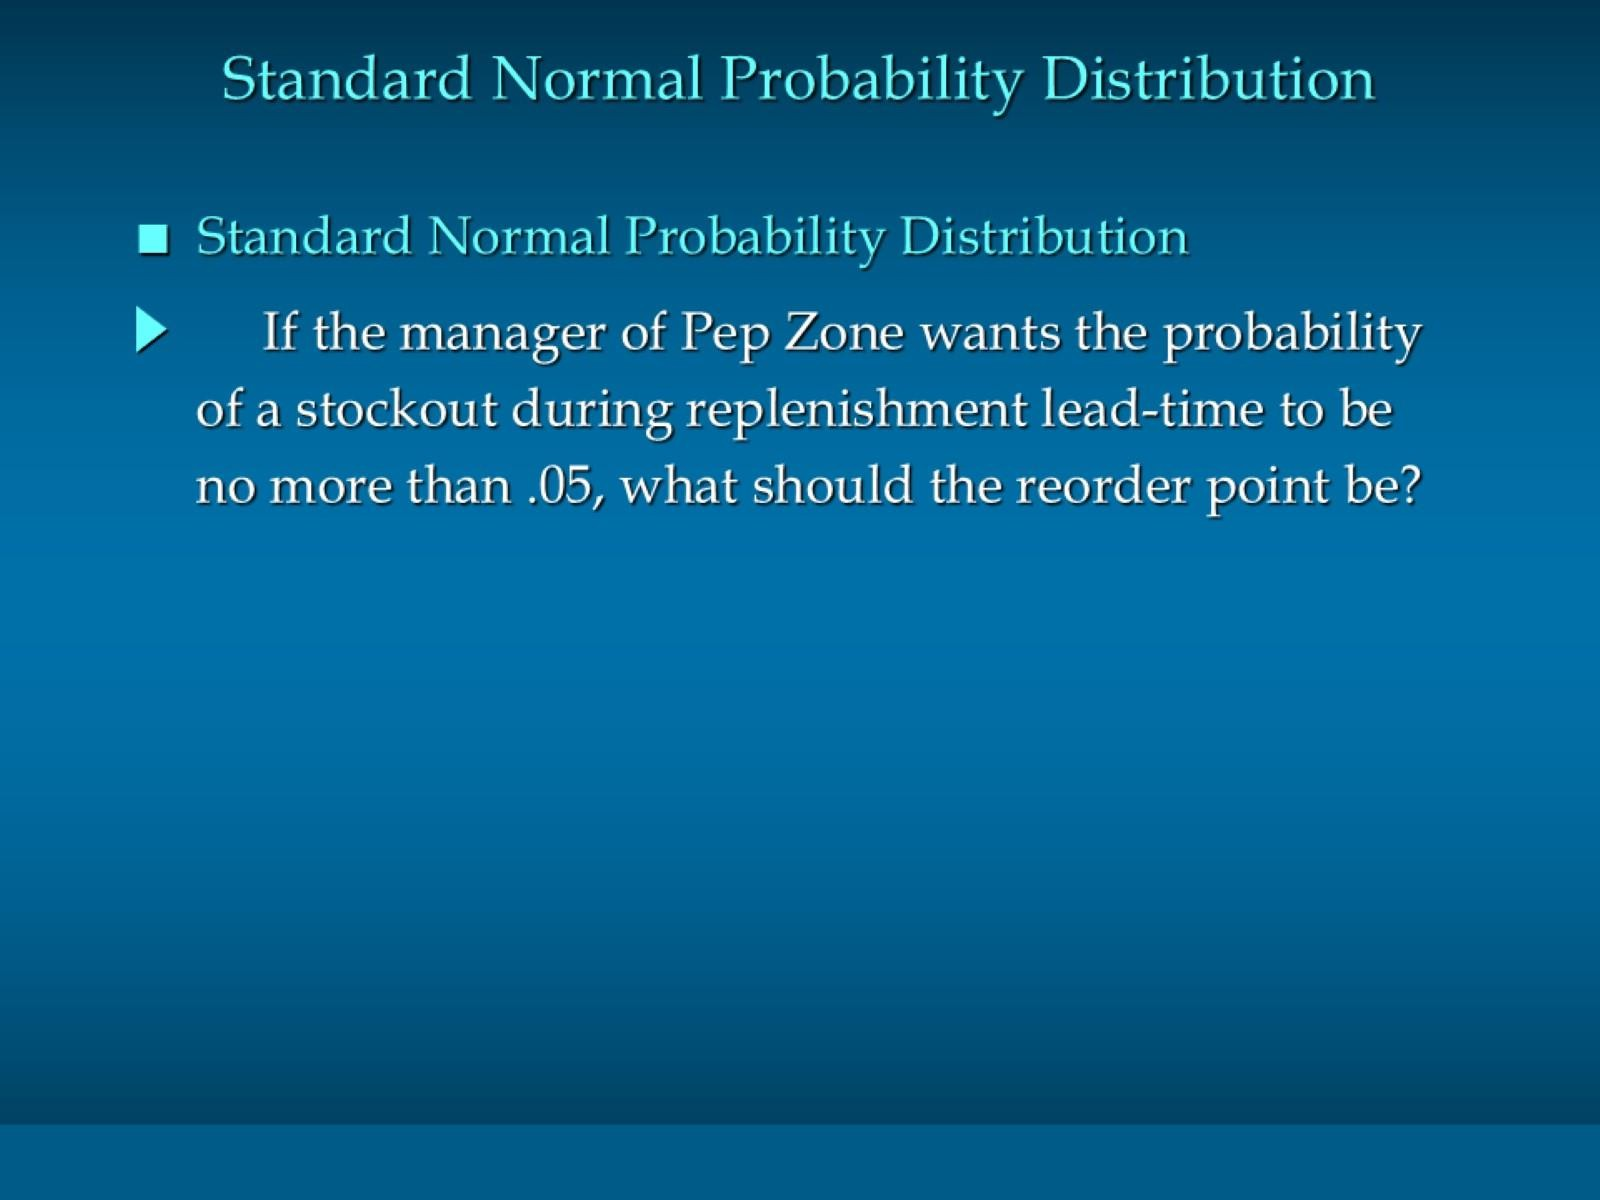 Standard Normal Probability Distribution
Standard Normal Probability Distribution
If the manager of Pep Zone wants the probability
of a stockout during replenishment lead-time to be
no more than .05, what should the reorder point be?